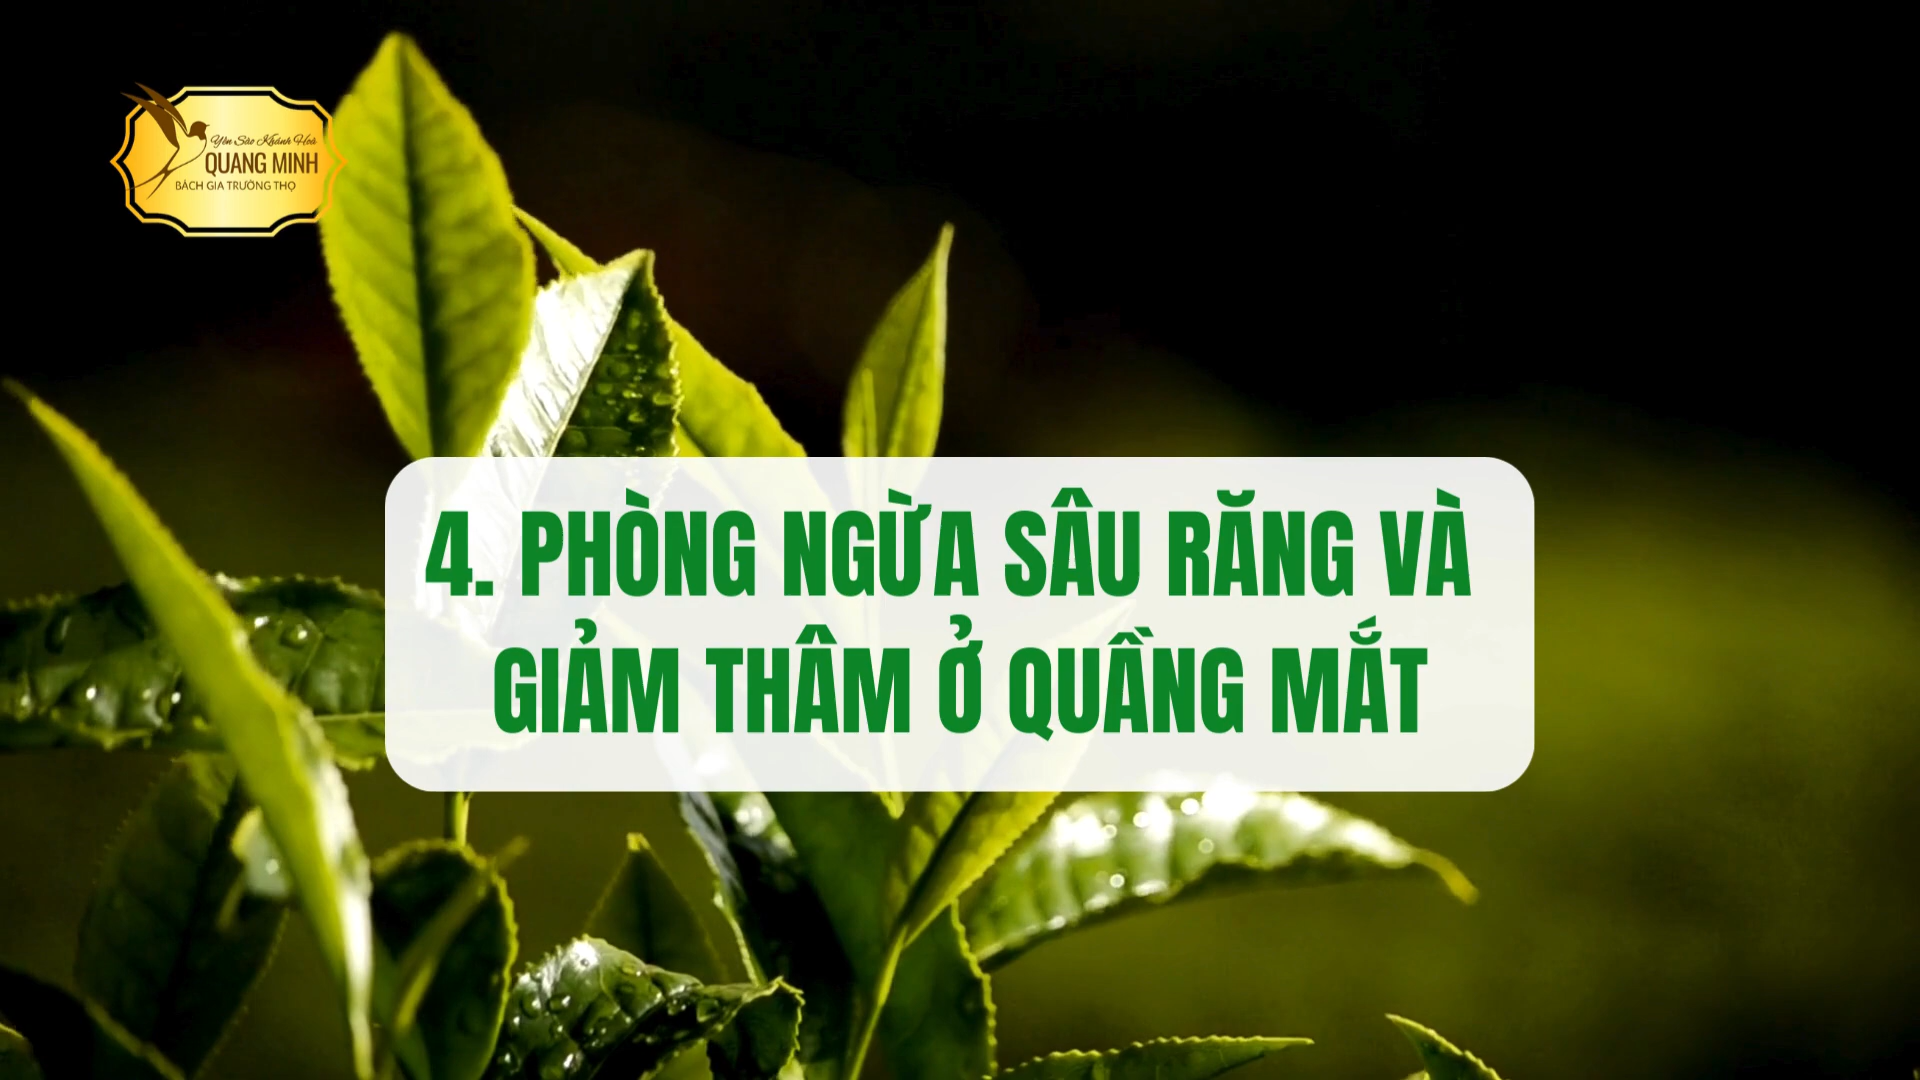 Yến Sào Khánh Hoà
QUANG MINH
BÁCH GIA TRƯỜNG THỌ
4. PHÒNG NGỪA SÂU RĂNG VÀ
GIẢM THÂM Ở QUẦNG MẮT